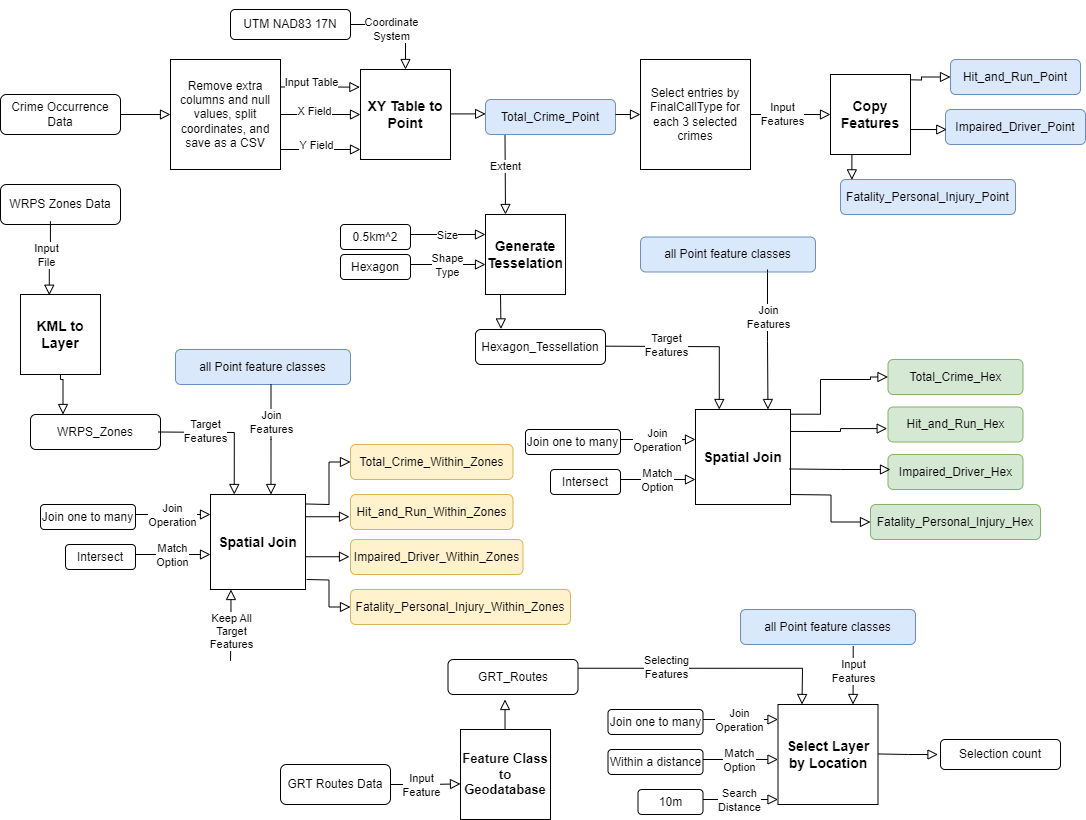 UTM NAD83 17N
Coordinate
System
Crime Occurrence
Data
Remove extra
columns and null
values, split
coordinates, and
save as a CSV
Input Table
X Field
Y Field
XY Table to
Point
Total_Crime_Point
Select entries by
FinalCallType for
each 3 selected
crimes
Input
Features
Copy
Features
Hit_and_Run_Point
Impaired_Driver_Point
Fatality_Personal_Injury_Point
Extent
WRPS Zones Data
Input
File
KML to
Layer
WRPS_Zones
0.5km^2
Size
Hexagon
Shape
Type
Generate
Tesselation
Hexagon_Tessellation
Target
Features
all Point feature classes
Join
Features
Join one to many
Join
Operation
Intersect
Match
Option
Spatial Join
Total_Crime_Hex
Hit_and_Run_Hex
Impaired_Driver_Hex
Fatality_Personal_Injury_Hex
all Point feature classes
Target
Features
Join
Features
Join one to many
Join
Operation
Intersect
Match
Option
Spatial Join
Keep All
Target
Features
Total_Crime_Within_Zones
Hit_and_Run_Within_Zones
Impaired_Driver_Within_Zones
Fatality_Personal_Injury_Within_Zones
GRT Routes Data
Input
Feature
Feature Class
to
Geodatabase
GRT_Routes
Selecting
Features
all Point feature classes
Input
Features
Join one to many
Join
Operation
Within a distance
Match
Option
10m
Search
Distance
Select Layer
by Location
Selection count